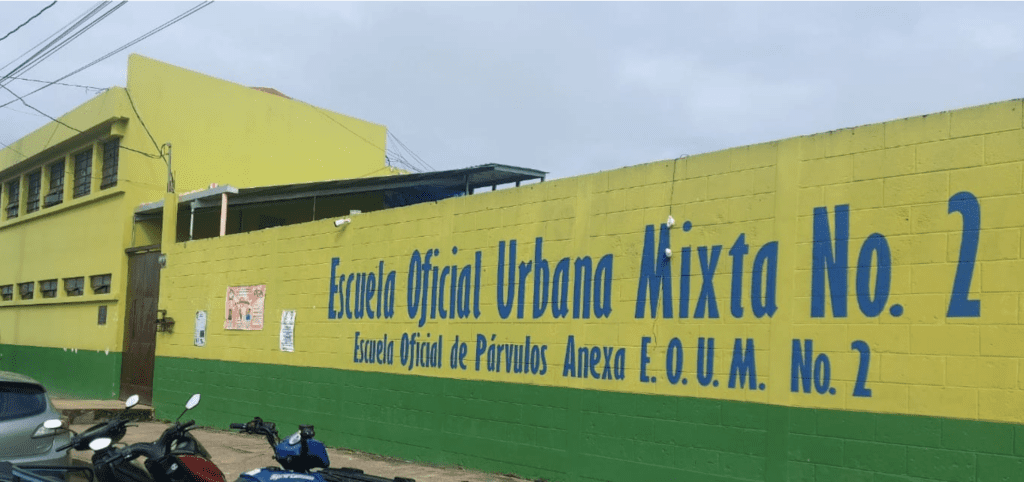 Escuela Oficial Urbana Mixta No. 2
Escuela Oficial de Párvulos Anexa E. O. U. M. No. 2